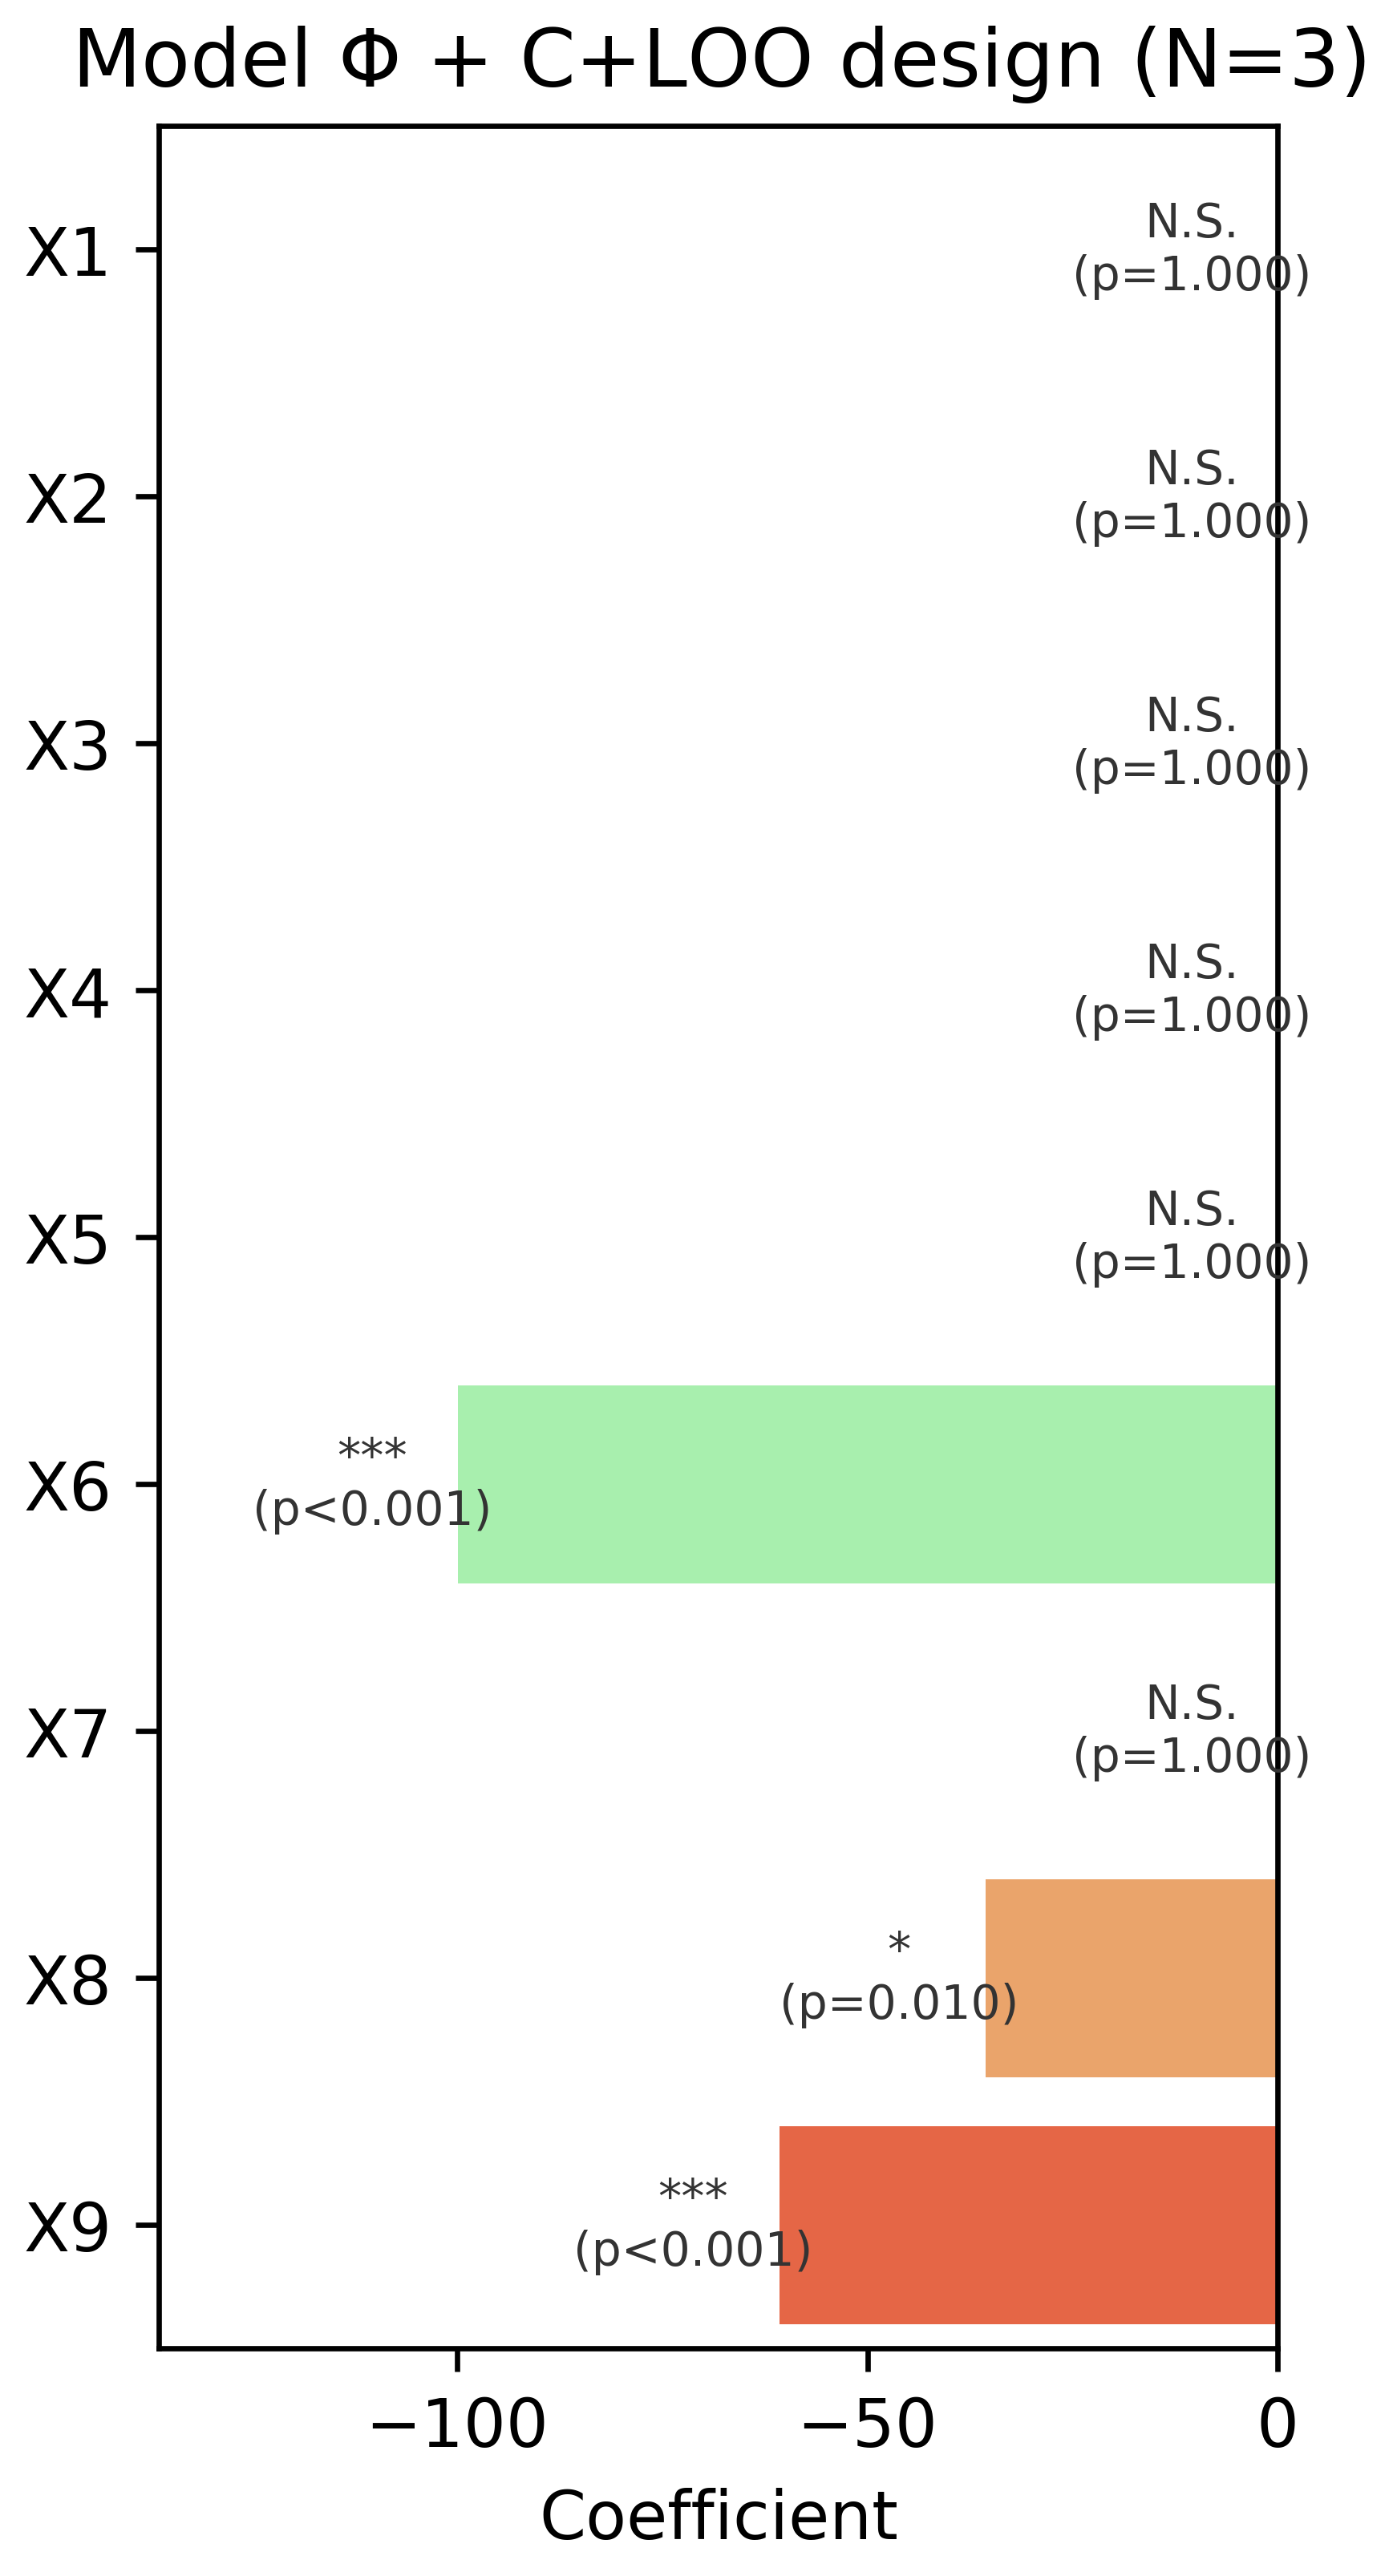 Model Φ + C+LOO design (N=3)
X1
N.S.
(p=1.000)
X2
N.S.
(p=1.000)
X3
N.S.
(p=1.000)
X4
N.S.
(p=1.000)
X5
N.S.
(p=1.000)
X6
***
(p<0.001)
X7
N.S.
(p=1.000)
X8
*
(p=0.010)
X9
***
(p<0.001)
−100
−50
0
Coefficient